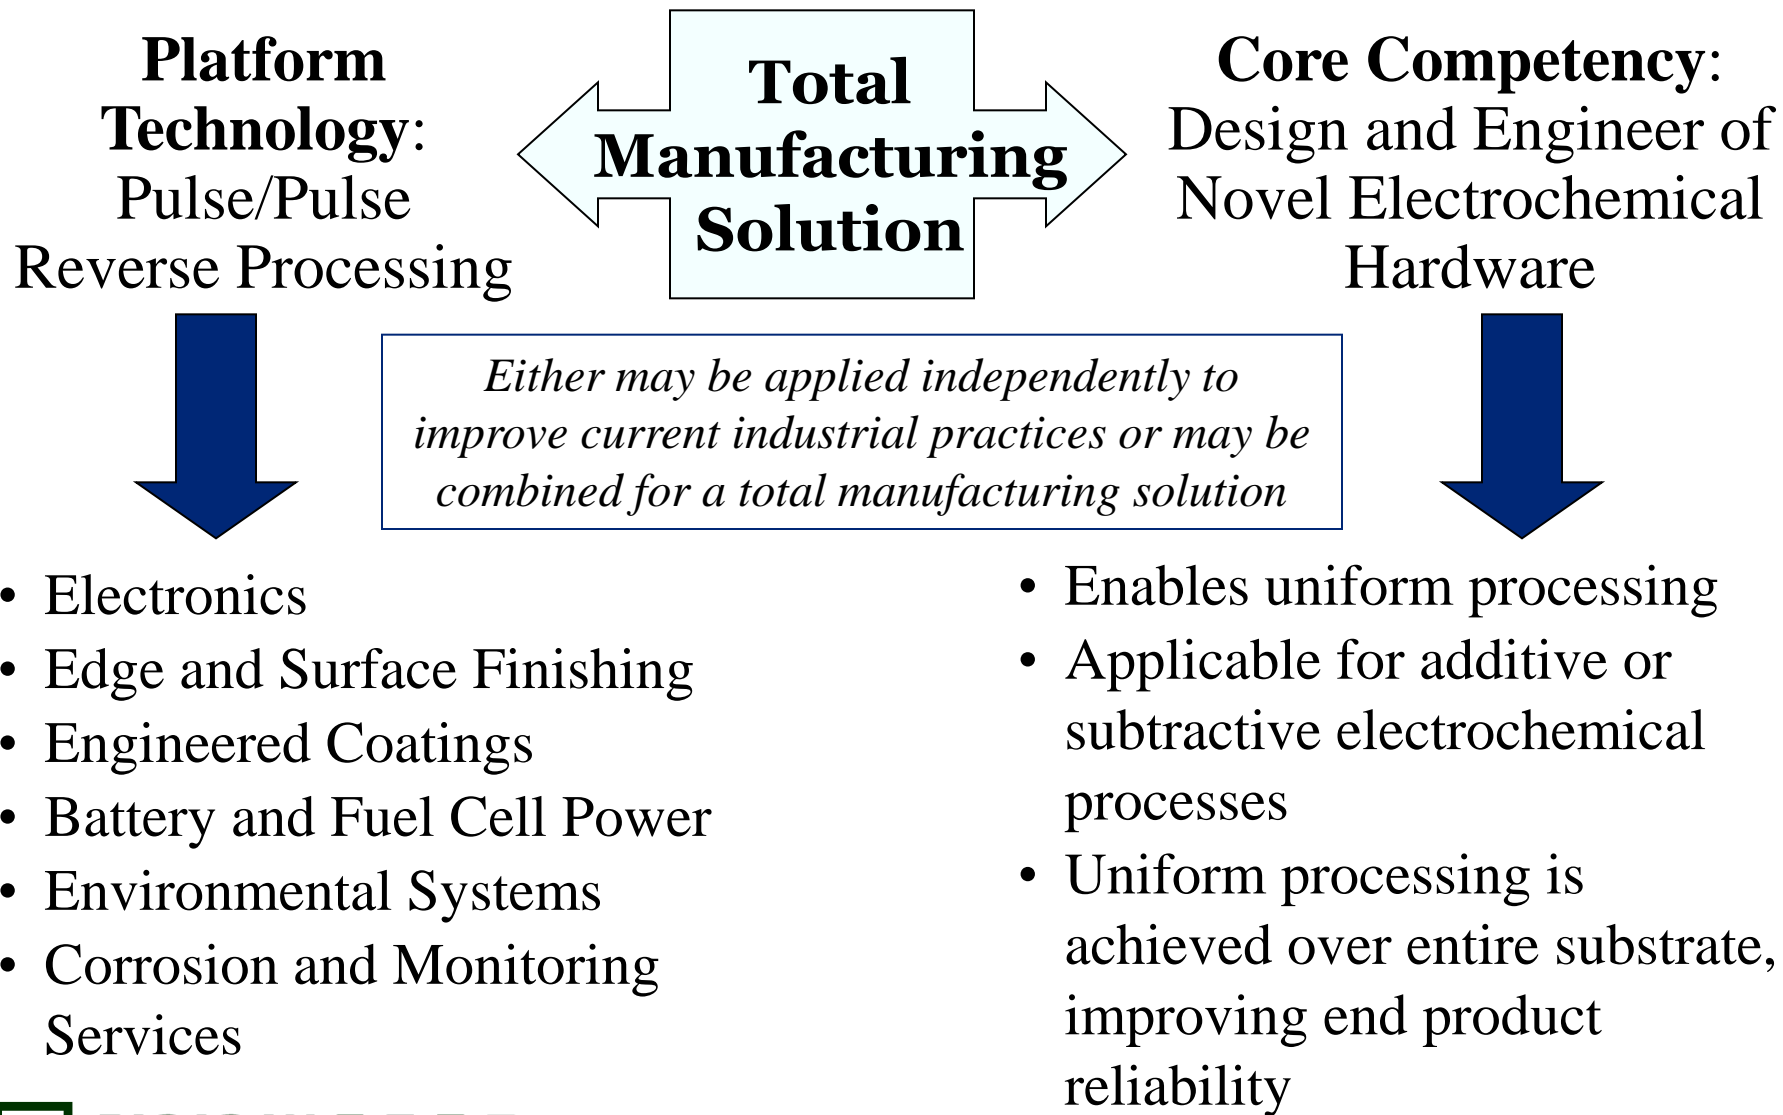 Platform
Technology:
Pulse/Pulse
Reverse Processing
Total
Manufacturing
Solution
Core Competency:
Design and Engineer of
Novel Electrochemical
Hardware
Either may be applied independently to
improve current industrial practices or may be
combined for a total manufacturing solution
• Electronics
• Edge and Surface Finishing
• Engineered Coatings
• Battery and Fuel Cell Power
• Environmental Systems
• Corrosion and Monitoring
Services
• Enables uniform processing
• Applicable for additive or
subtractive electrochemical
processes
• Uniform processing is
achieved over entire substrate,
improving end product
reliability